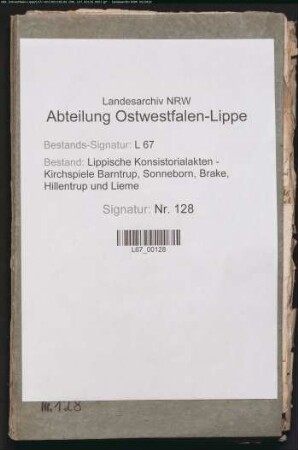 Landesarchiv NRW
Abteilung Ostwestfalen-Lippe
Bestands-Signatur: L 67
Bestand: Lippische Konsistorialakten -
Kirchspiele Barntrup, Sonneborn, Brake,
Hillentrup und Lieme
Signatur: Nr. 128
L67_00128
Nr. 128